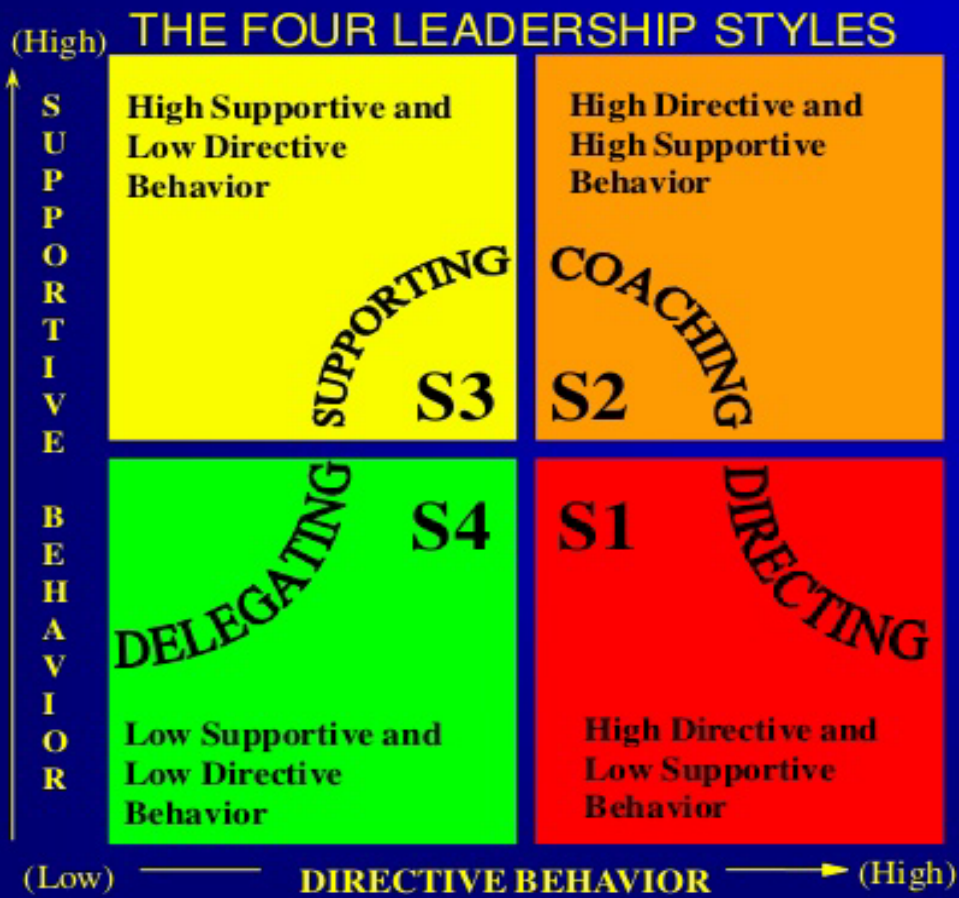 THE FOUR LEADERSHIP STYLES
(High)
SUPPORTIVE BEHAVIOR
High Supportive and
Low Directive
Behavior
SUPPORTING
S3
High Directive and
High Supportive
Behavior
COACHING
S2
DELEGATING
S4
Low Supportive and
Low Directive
Behavior
S1
DIRECTING
High Directive and
Low Supportive
Behavior
(Low)
DIRECTIVE BEHAVIOR
(High)